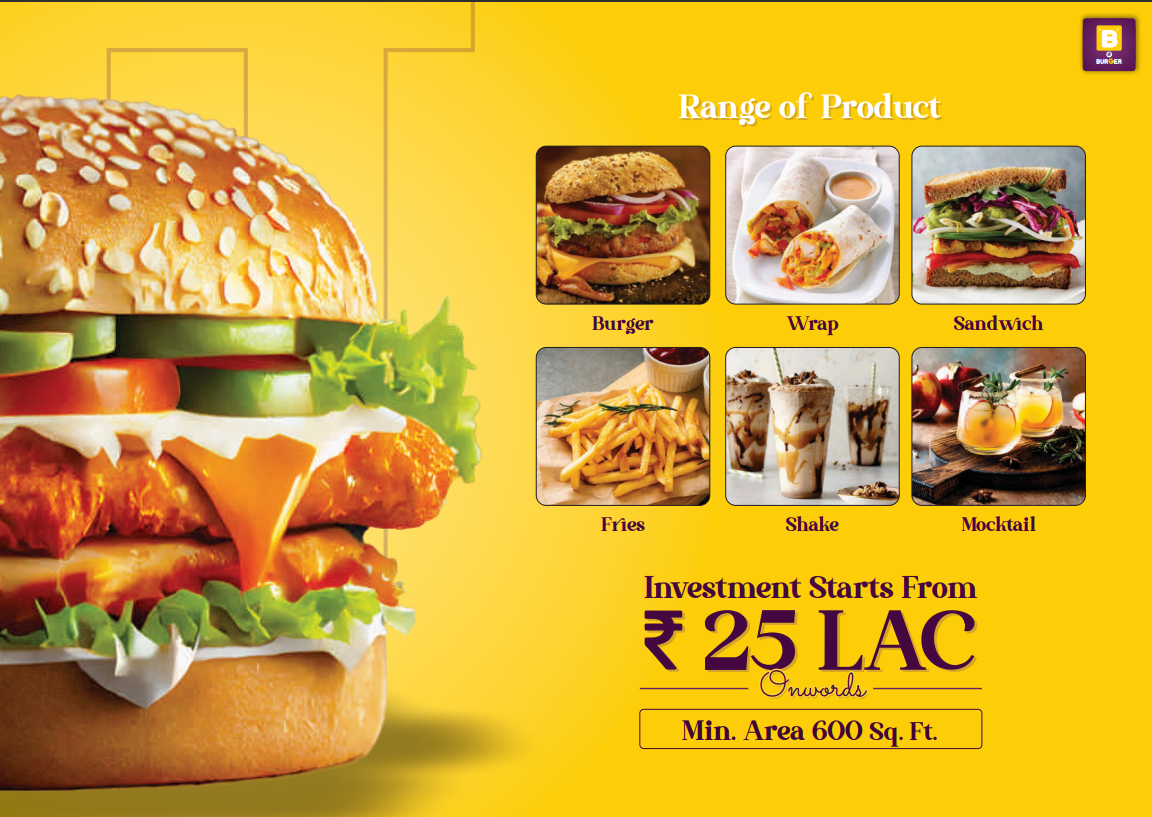 B
BURGER
Range of Product
Burger
Wrap
Sandwich
Fries
Shake
Mocktail
Investment Starts From
₹ 25 LAC
Onwords
Min. Area 600 Sq. Ft.